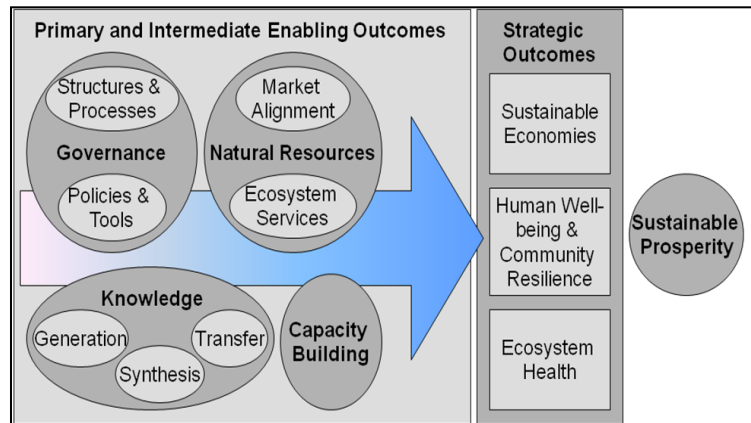 Primary and Intermediate Enabling Outcomes
Structures &
Processes
Governance
Policies &
Tools
Market
Alignment
Natural Resources
Ecosystem
Services
Knowledge
Generation
Transfer
Synthesis
Capacity
Building
Strategic
Outcomes
Sustainable
Economies
Human Well-
being &
Community
Resilience
Ecosystem
Health
Sustainable
Prosperity